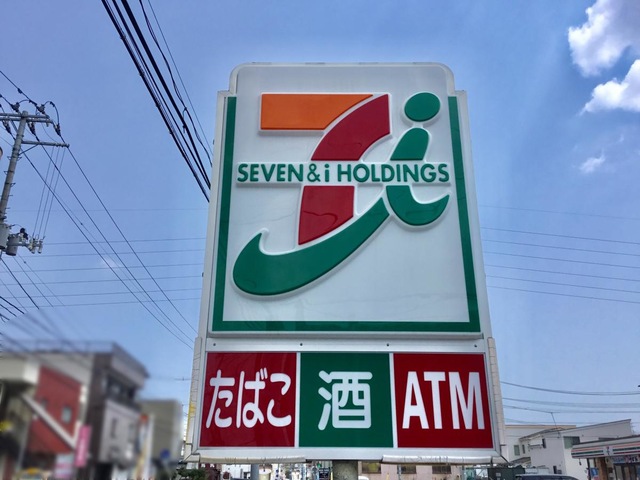 SEVEN & i HOLDINGS
たばこ 酒 ATM